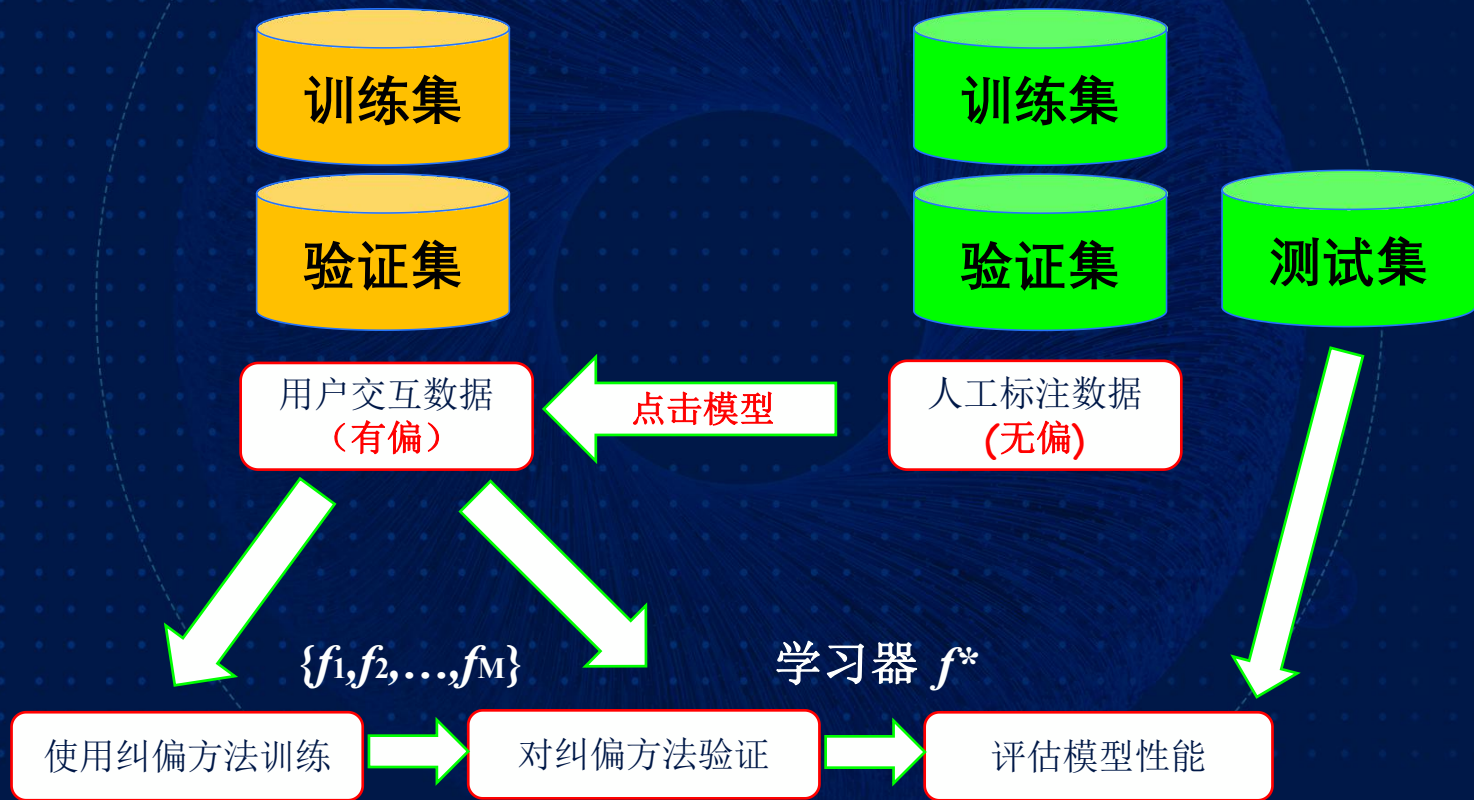 训练集
训练集
验证集
验证集
测试集
用户交互数据
（有偏）
点击模型
人工标注数据
(无偏)
{f1,f2,…,fM}
学习器 f*
使用纠偏方法训练
对纠偏方法验证
评估模型性能